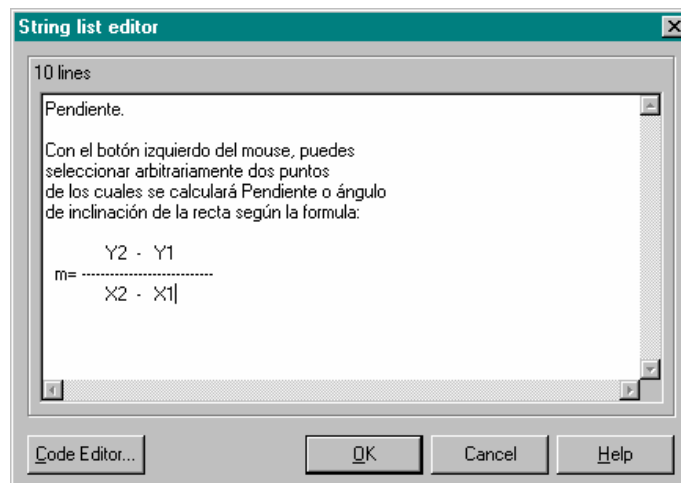 String list editor
10 lines
Pendiente.
Con el botón izquierdo del mouse, puedes
seleccionar arbitrariamente dos puntos
de los cuales se calculará Pendiente o ángulo
de inclinación de la recta según la formula:
Y2 - Y1
m= ---------------------------
X2 - X1
Code Editor... OK Cancel Help